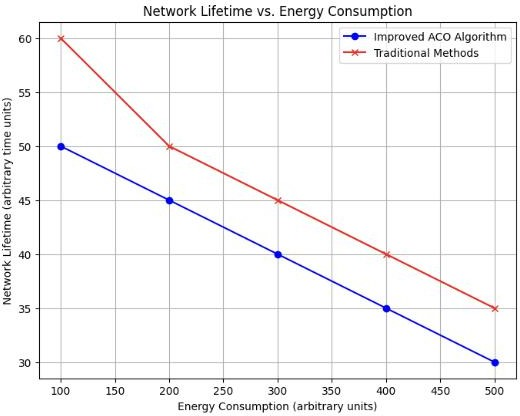 Network Lifetime vs. Energy Consumption
Improved ACO Algorithm
Traditional Methods
Network Lifetime (arbitrary time units)
60
55
50
45
40
35
30
100 150 200 250 300 350 400 450 500
Energy Consumption (arbitrary units)